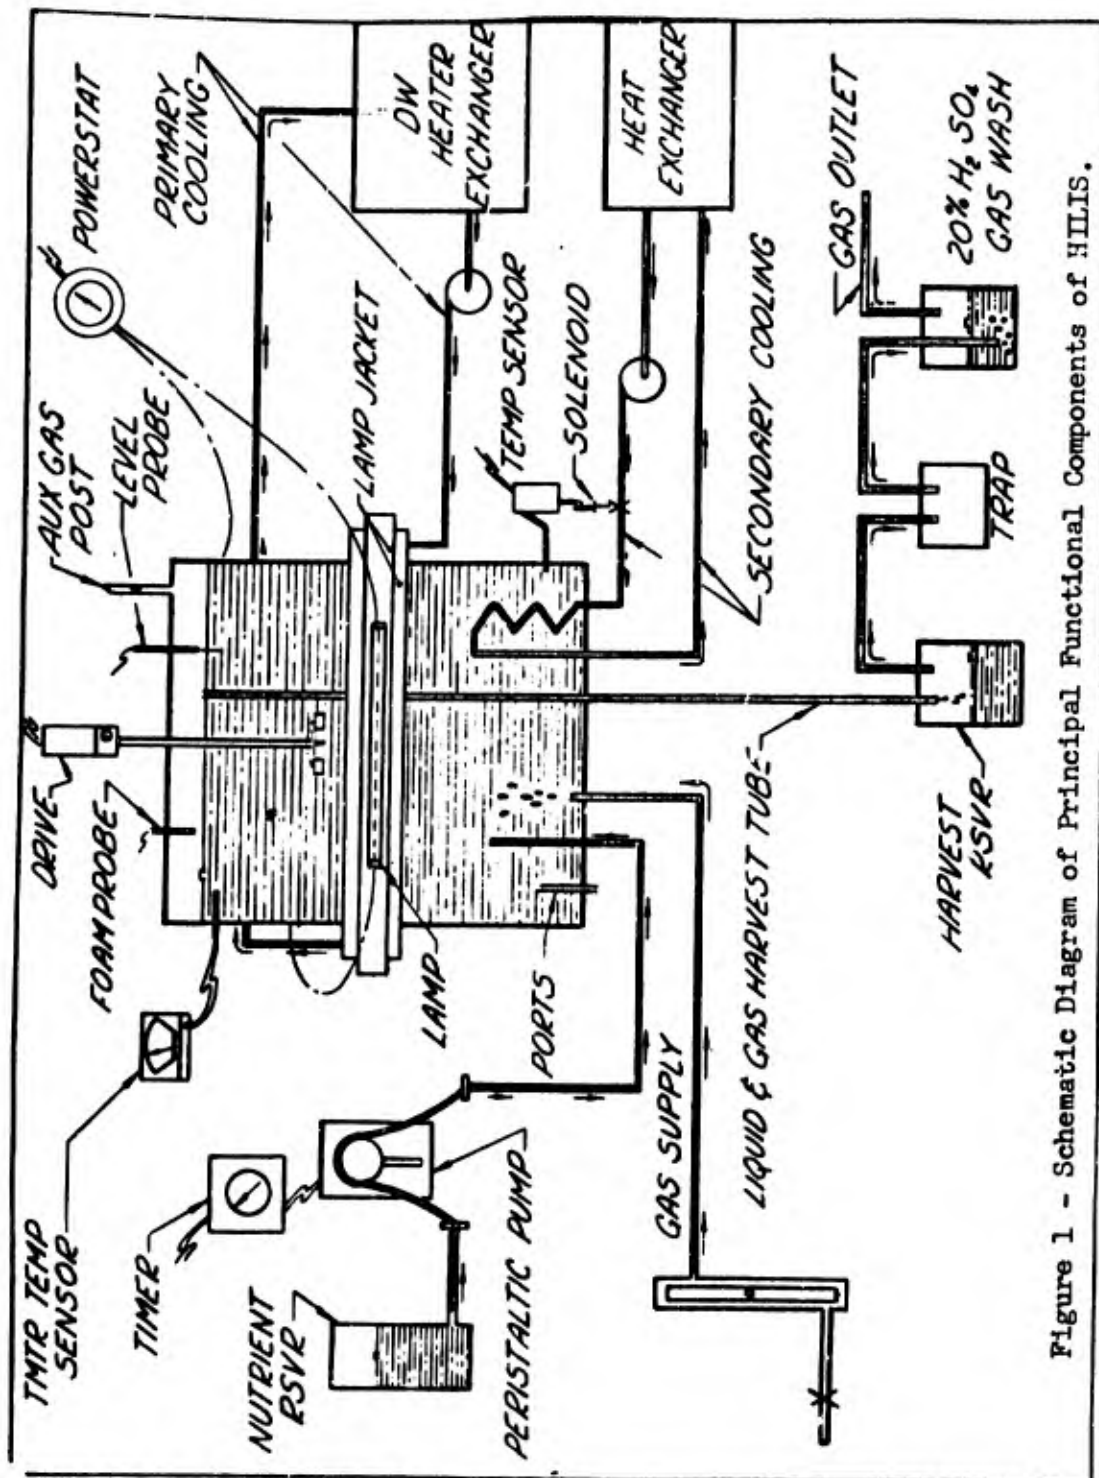 TMTR TEMP
SENSOR
TIMER
NUTRIENT
RSVR
PERISTALTIC PUMP
DRIVE
FOAM PROBE
AUX GAS
POST
LEVEL
PROBE
POWERSTAT
PRIMARY
COOLING
DW
HEATER
EXCHANGER
HEAT
EXCHANGER
LAMP JACKET
TEMP SENSOR
SOLENOID
SECONDARY COOLING
LAMP
PORTS
GAS SUPPLY
LIQUID & GAS HARVEST TUBE
HARVEST
RSVR
TRAP
GAS OUTLET
20% H₂ SO₄
GAS WASH
Figure 1 - Schematic Diagram of Principal Functional Components of HILIS.